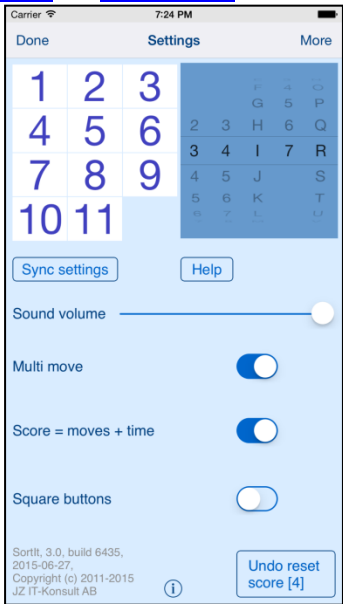 Carrier 7:24 PM
Done Settings More
1 2 3
4 5 6
7 8 9
10 11
F 4 O
G 5 P
2 3 H 6 Q
3 4 I 7 R
4 5 J S
5 6 K T
6 7 L U
Sync settings Help
Sound volume
Multi move
Score = moves + time
Square buttons
SortIt, 3.0, build 6435,
2015-06-27,
Copyright (c) 2011-2015
JZ IT-Konsult AB
i
Undo reset
score [4]